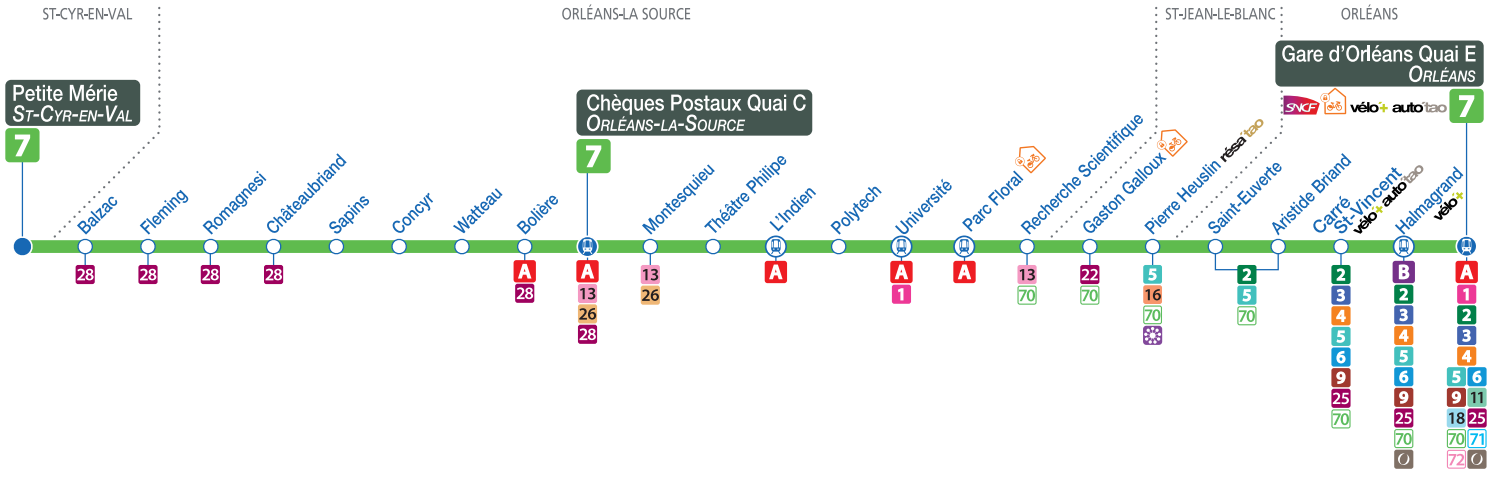 ST-CYR-EN-VAL
ORLÉANS-LA SOURCE
ST-JEAN-LE-BLANC
ORLÉANS
Petite Mérie
ST-CYR-EN-VAL
7
Chèques Postaux Quai C
ORLÉANS-LA-SOURCE
7
Gare d'Orléans Quai E
ORLÉANS
SNCF vélo+ auto'tao 7
Balzac
Fleming
Romagnesi
Châteaubriand
Sapins
Concyr
Watteau
Bolière
Montesquieu
Théâtre Philipe
L'Indien
Polytech
Université
Parc Floral
Recherche Scientifique
Gaston Galloux
Pierre Heuslin résa'tao
Saint-Euverte
Aristide Briand
Carré
St-Vincent
vélo+ auto'tao
Halmagrand
vélo+
28
28
28
28
A
28
A
13
26
28
13
26
A
A
1
A
13
70
22
70
5
16
70
2
5
70
2
3
4
5
6
9
25
70
B
2
3
4
5
6
9
25
70
O
A
1
2
3
4
5 6
9 11
18 25
70 71
72 O